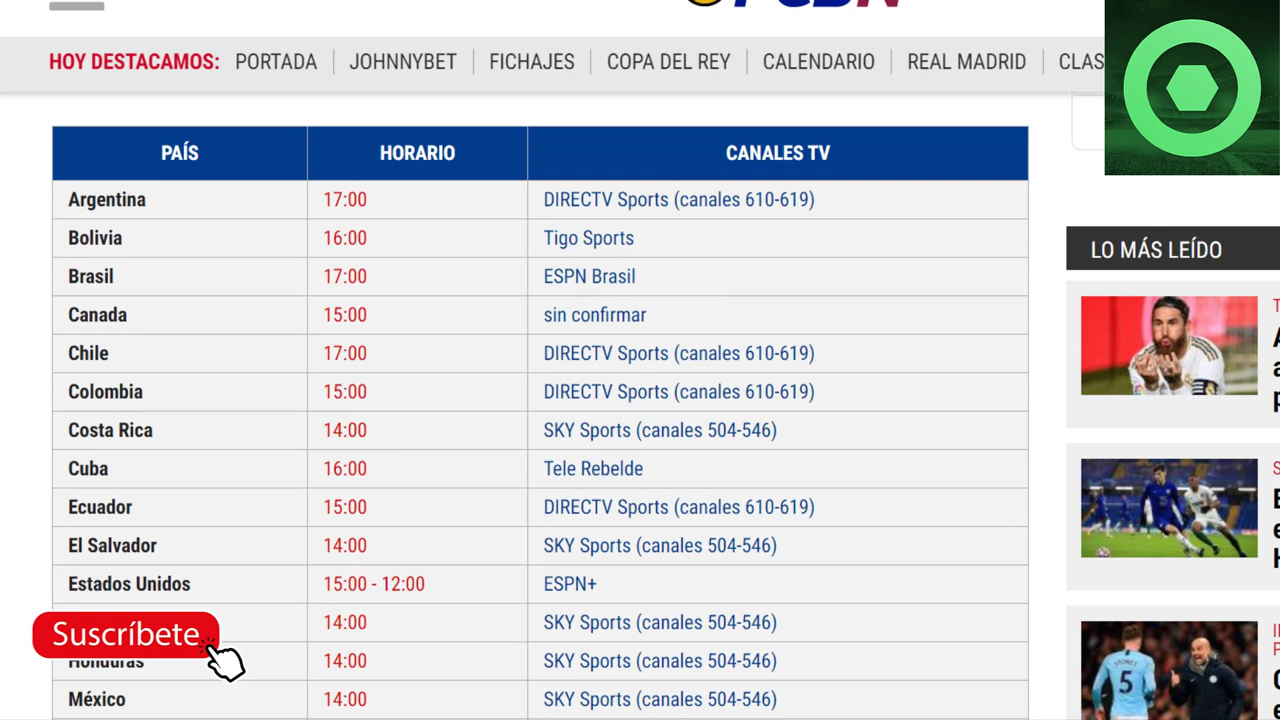 HOY DESTACAMOS: PORTADA JOHNNYBET FICHAJES COPA DEL REY CALENDARIO REAL MADRID CLAS
PAÍS HORARIO CANALES TV
Argentina 17:00 DIRECTV Sports (canales 610-619)
Bolivia 16:00 Tigo Sports
Brasil 17:00 ESPN Brasil
Canada 15:00 sin confirmar
Chile 17:00 DIRECTV Sports (canales 610-619)
Colombia 15:00 DIRECTV Sports (canales 610-619)
Costa Rica 14:00 SKY Sports (canales 504-546)
Cuba 16:00 Tele Rebelde
Ecuador 15:00 DIRECTV Sports (canales 610-619)
El Salvador 14:00 SKY Sports (canales 504-546)
Estados Unidos 15:00 - 12:00 ESPN+
14:00 SKY Sports (canales 504-546)
Honduras 14:00 SKY Sports (canales 504-546)
México 14:00 SKY Sports (canales 504-546)
Suscríbete
LO MÁS LEÍDO
5